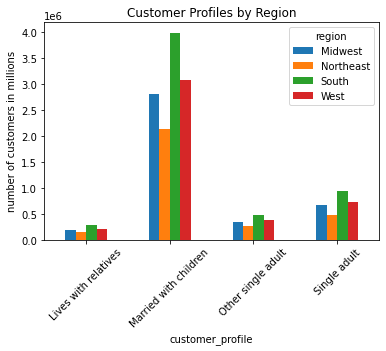 Customer Profiles by Region
1e6
4.0
3.5
3.0
2.5
2.0
1.5
1.0
0.5
0.0
number of customers in millions
region
Midwest
Northeast
South
West
Lives with relatives
Married with children
Other single adult
Single adult
customer_profile